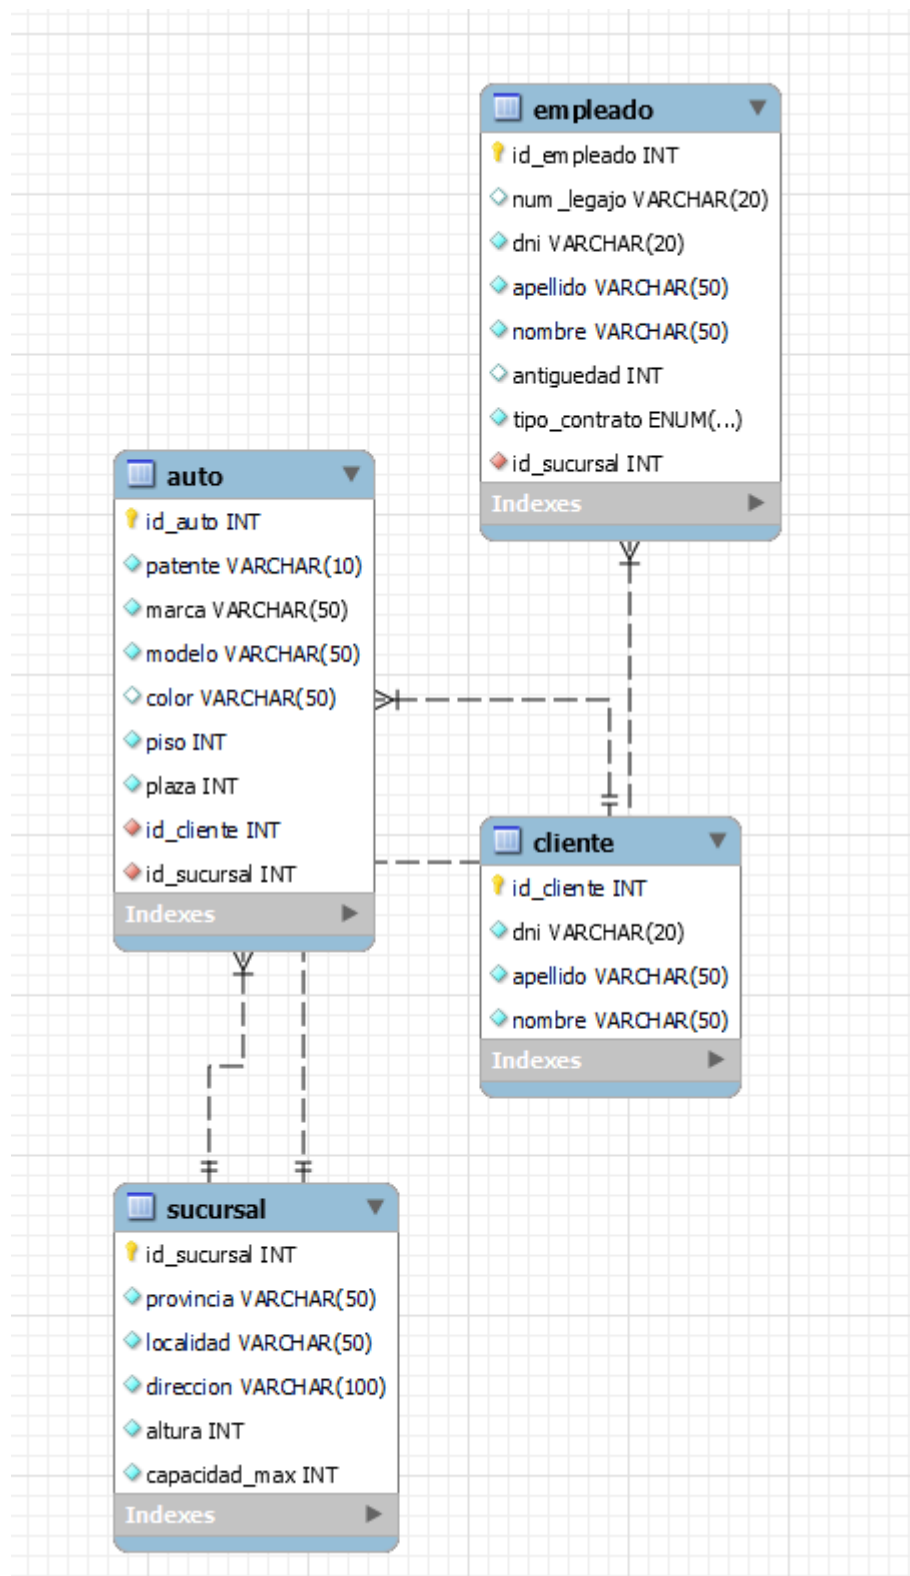 empleado
id_empleado INT
num_legajo VARCHAR(20)
dni VARCHAR(20)
apellido VARCHAR(50)
nombre VARCHAR(50)
antiguedad INT
tipo_contrato ENUM(...)
id_sucursal INT
Indexes
auto
id_auto INT
patente VARCHAR(10)
marca VARCHAR(50)
modelo VARCHAR(50)
color VARCHAR(50)
piso INT
plaza INT
id_cliente INT
id_sucursal INT
Indexes
cliente
id_cliente INT
dni VARCHAR(20)
apellido VARCHAR(50)
nombre VARCHAR(50)
Indexes
sucursal
id_sucursal INT
provincia VARCHAR(50)
localidad VARCHAR(50)
direccion VARCHAR(100)
altura INT
capacidad_max INT
Indexes